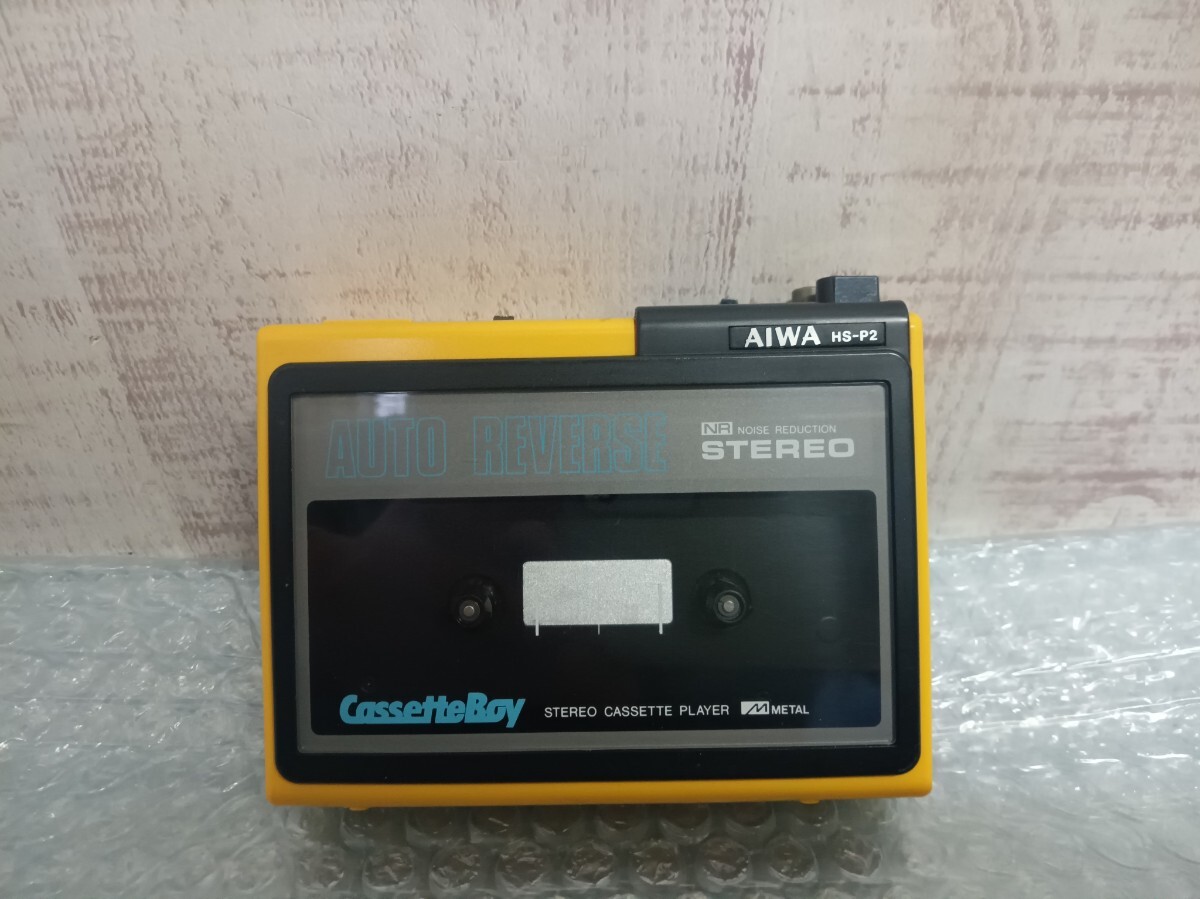 AIWA HS-P2
AUTO REVERSE
NR NOISE REDUCTION
STEREO
CassetteBoy STEREO CASSETTE PLAYER M METAL